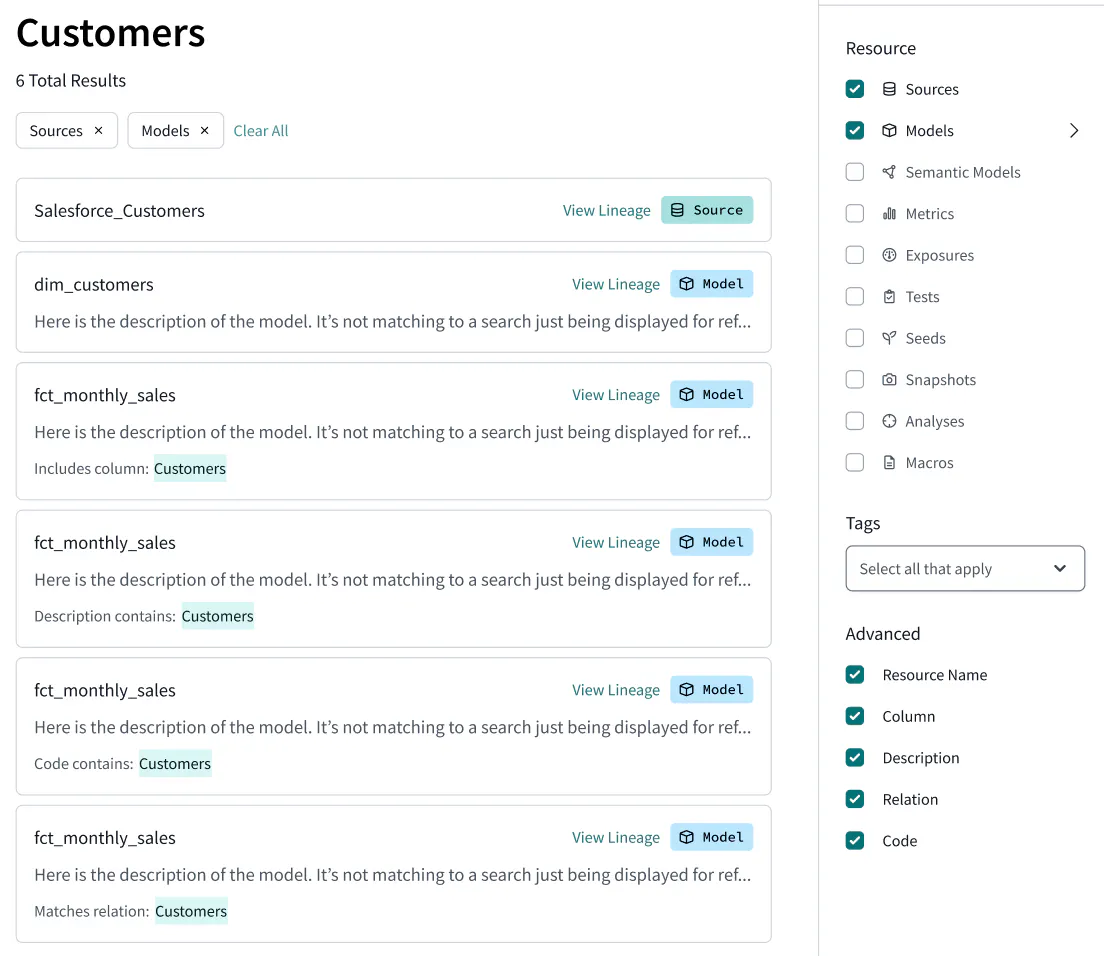 Customers
6 Total Results
Sources × Models × Clear All
Salesforce_Customers View Lineage Source
dim_customers View Lineage Model
Here is the description of the model. It’s not matching to a search just being displayed for ref...
fct_monthly_sales View Lineage Model
Here is the description of the model. It’s not matching to a search just being displayed for ref...
Includes column: Customers
fct_monthly_sales View Lineage Model
Here is the description of the model. It’s not matching to a search just being displayed for ref...
Description contains: Customers
fct_monthly_sales View Lineage Model
Here is the description of the model. It’s not matching to a search just being displayed for ref...
Code contains: Customers
fct_monthly_sales View Lineage Model
Here is the description of the model. It’s not matching to a search just being displayed for ref...
Matches relation: Customers
Resource
Sources
Models
Semantic Models
Metrics
Exposures
Tests
Seeds
Snapshots
Analyses
Macros
Tags
Select all that apply
Advanced
Resource Name
Column
Description
Relation
Code